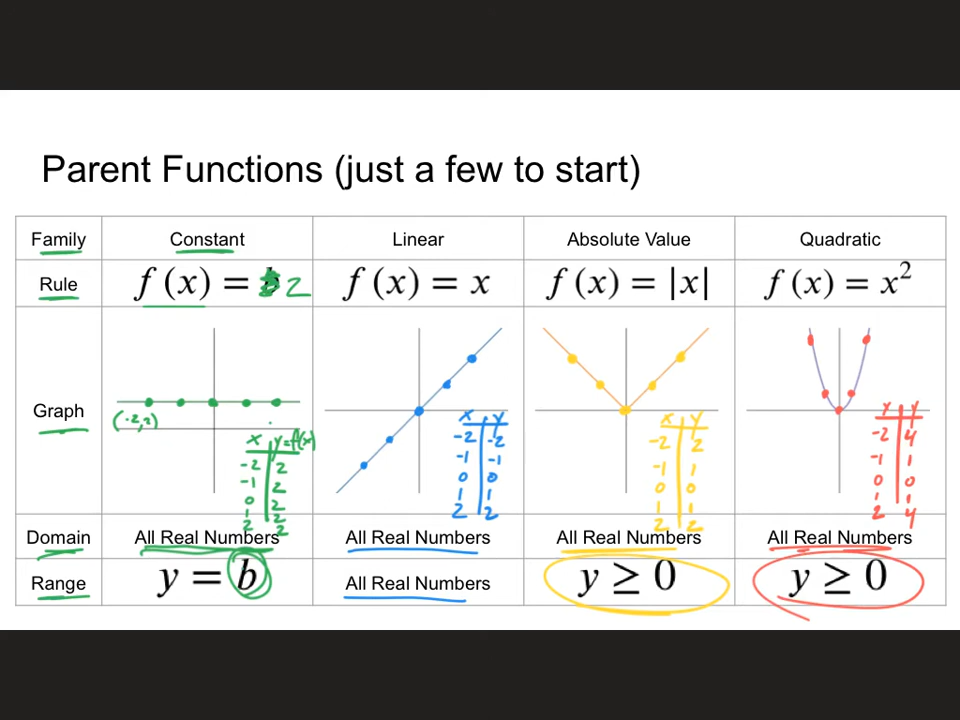 Parent Functions (just a few to start)
Family Constant Linear Absolute Value Quadratic
Rule f(x) = 2 f(x) = x f(x) = |x| f(x) = x²
Graph
(-2,2)
x y=f(x)
-2 2
-1 2
0 2
1 2
2 2
x y
-2 -2
-1 -1
0 0
1 1
2 2
x y
-2 2
-1 1
0 0
1 1
2 2
x y
-2 4
-1 1
0 0
1 1
2 4
Domain All Real Numbers All Real Numbers All Real Numbers All Real Numbers
Range y = b All Real Numbers y ≥ 0 y ≥ 0